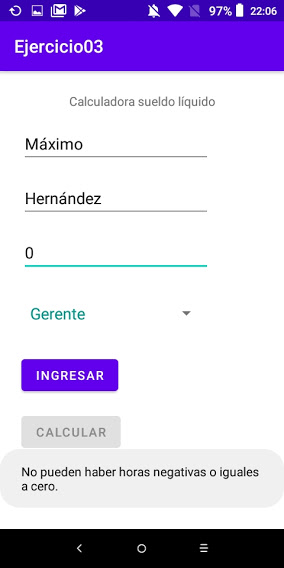 97% 22:06
Ejercicio03
Calculadora sueldo líquido
Máximo
Hernández
0
Gerente
INGRESAR
CALCULAR
No pueden haber horas negativas o iguales
a cero.